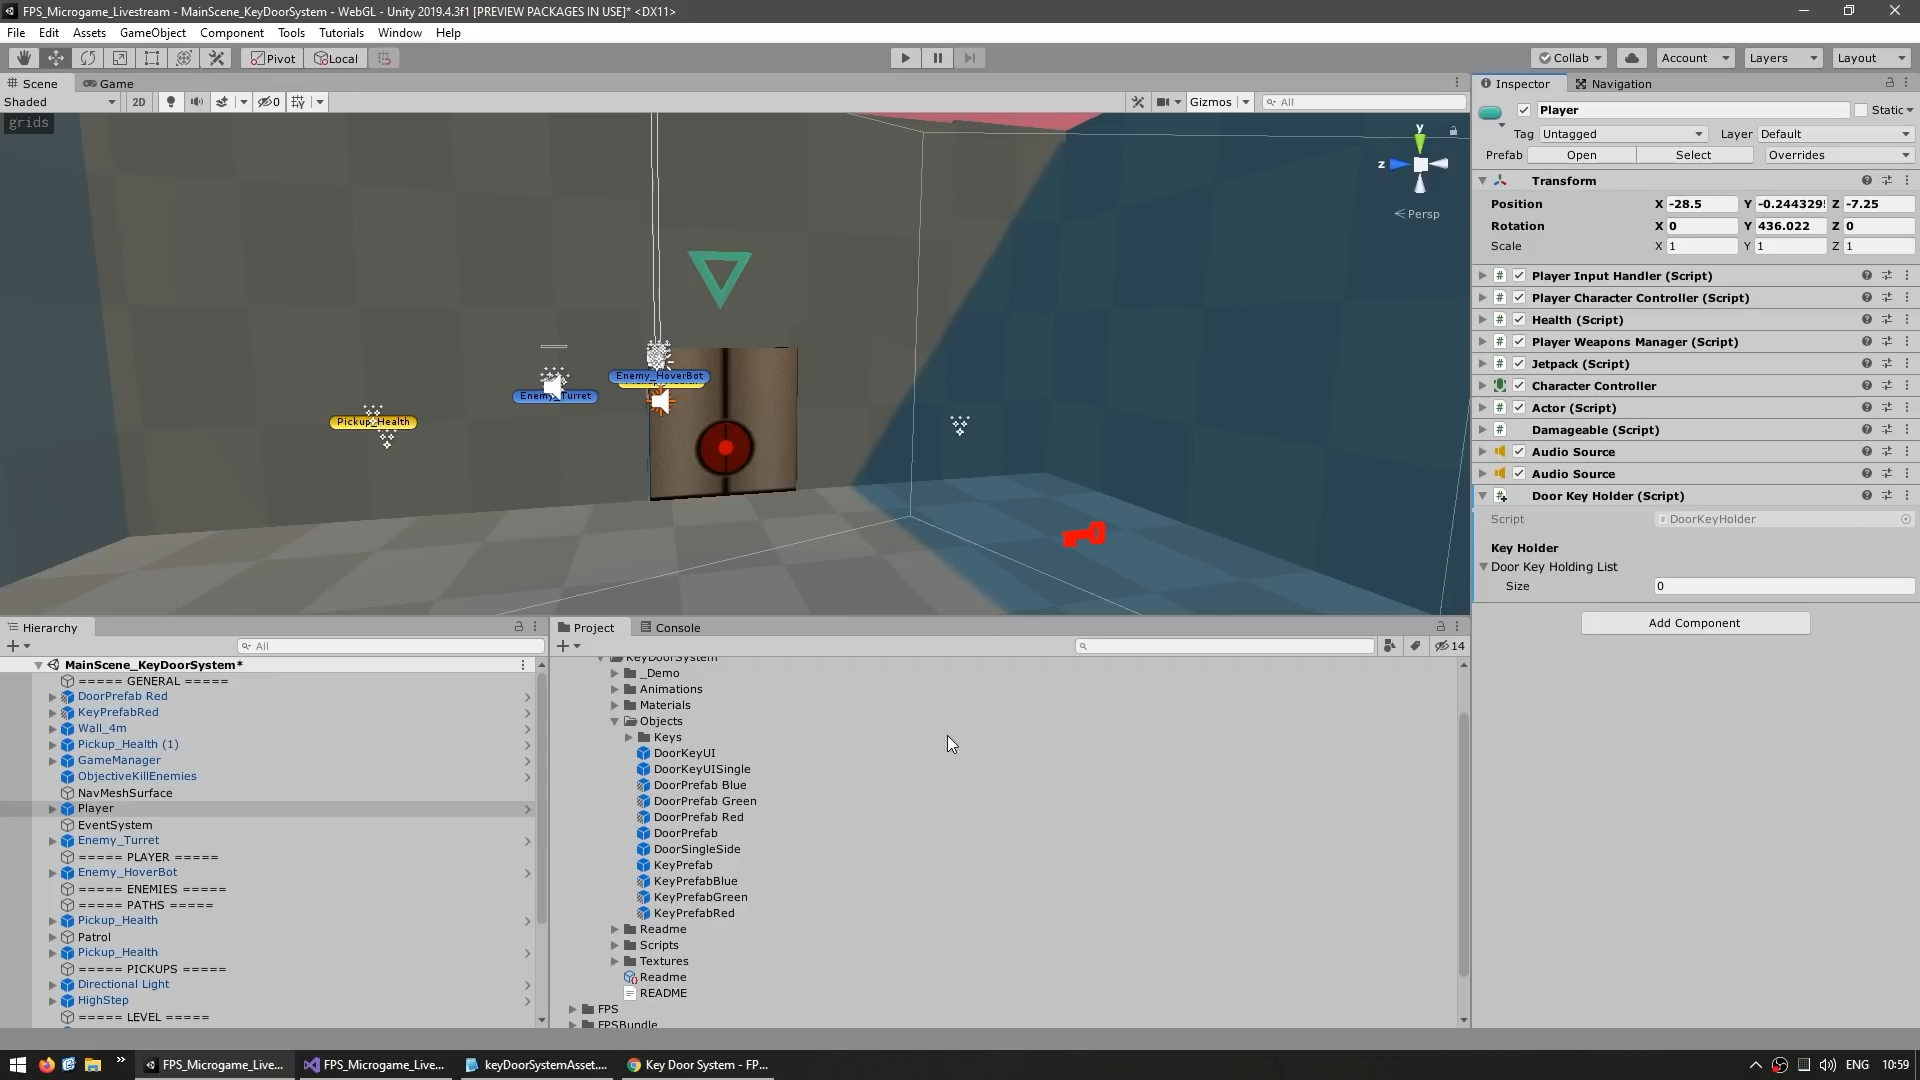 FPS_Microgame_Livestream - MainScene_KeyDoorSystem - WebGL - Unity 2019.4.3f1 [PREVIEW PACKAGES IN USE]* <DX11>
File Edit Assets GameObject Component Tools Tutorials Window Help
Pivot Local Collab Account Layers Layout
Scene Game
Shaded 2D 0 Gizmos All
grids
y
z
Persp
Enemy_HoverBot
Enemy_Turret
Pickup_Health
Inspector Navigation
Player Static
Tag Untagged Layer Default
Prefab Open Select Overrides
Transform
Position X -28.5 Y -0.2443295 Z -7.25
Rotation X 0 Y 436.022 Z 0
Scale X 1 Y 1 Z 1
Player Input Handler (Script)
Player Character Controller (Script)
Health (Script)
Player Weapons Manager (Script)
Jetpack (Script)
Character Controller
Actor (Script)
Damageable (Script)
Audio Source
Audio Source
Door Key Holder (Script)
Script DoorKeyHolder
Key Holder
Door Key Holding List
Size 0
Add Component
Hierarchy
All
MainScene_KeyDoorSystem*
===== GENERAL =====
DoorPrefab Red
KeyPrefabRed
Wall_4m
Pickup_Health (1)
GameManager
ObjectiveKillEnemies
NavMeshSurface
Player
EventSystem
Enemy_Turret
===== PLAYER =====
Enemy_HoverBot
===== ENEMIES =====
===== PATHS =====
Pickup_Health
Patrol
Pickup_Health
===== PICKUPS =====
Directional Light
HighStep
===== LEVEL =====
Project Console
14
KeyDoorSystem
_Demo
Animations
Materials
Objects
Keys
DoorKeyUI
DoorKeyUISingle
DoorPrefab Blue
DoorPrefab Green
DoorPrefab Red
DoorPrefab
DoorSingleSide
KeyPrefab
KeyPrefabBlue
KeyPrefabGreen
KeyPrefabRed
Readme
Scripts
Textures
Readme
README
FPS
FPSBundle
FPS_Microgame_Live... FPS_Microgame_Live... keyDoorSystemAsset.... Key Door System - FP... ENG 10:59